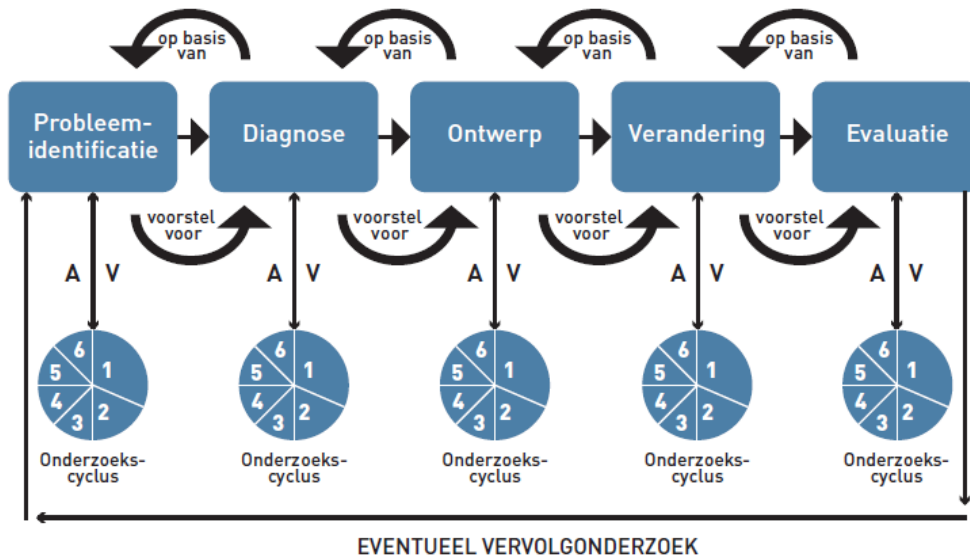 op basis
van
op basis
van
op basis
van
op basis
van
Probleem-
identificatie
Diagnose
Ontwerp
Verandering
Evaluatie
voorstel
voor
voorstel
voor
voorstel
voor
voorstel
voor
A V
A V
A V
A V
A V
6 1 5 4 3 2
6 1 5 4 3 2
6 1 5 4 3 2
6 1 5 4 3 2
6 1 5 4 3 2
Onderzoeks-
cyclus
Onderzoeks-
cyclus
Onderzoeks-
cyclus
Onderzoeks-
cyclus
Onderzoeks-
cyclus
EVENTUEEL VERVOLGONDERZOEK